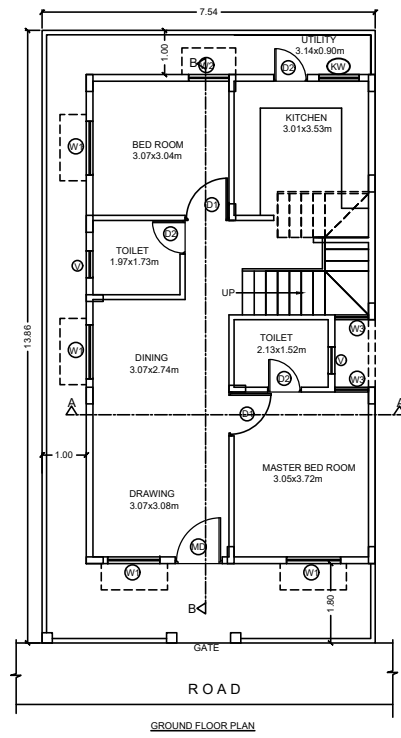 7.54
UTILITY
3.14x0.90m
1.00
B
W2
D2
KW
KITCHEN
3.01x3.53m
BED ROOM
3.07x3.04m
W1
D1
D2
TOILET
1.97x1.73m
V
UP
13.86
W1
TOILET
2.13x1.52m
W3
V
W3
D2
DINING
3.07x2.74m
A
A
D1
1.00
MASTER BED ROOM
3.05x3.72m
DRAWING
3.07x3.08m
MD
W1
W1
B
1.80
GATE
ROAD
GROUND FLOOR PLAN